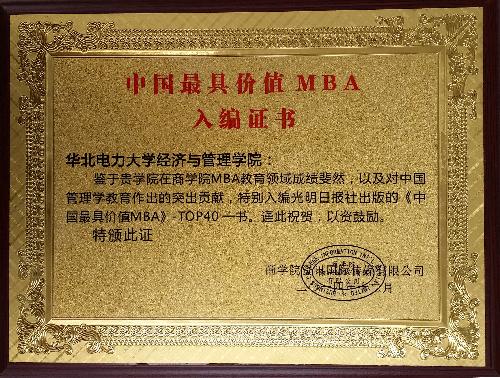 中国最具价值MBA
入编证书
华北电力大学经济与管理学院：
鉴于贵学院在商学院MBA教育领域成绩斐然，以及对中国
管理学教育作出的突出贡献，特别入编光明日报社出版的《中
国最具价值MBA》-TOP40一书。谨此祝贺，以资鼓励。
特颁此证
商学院
有限公司
月